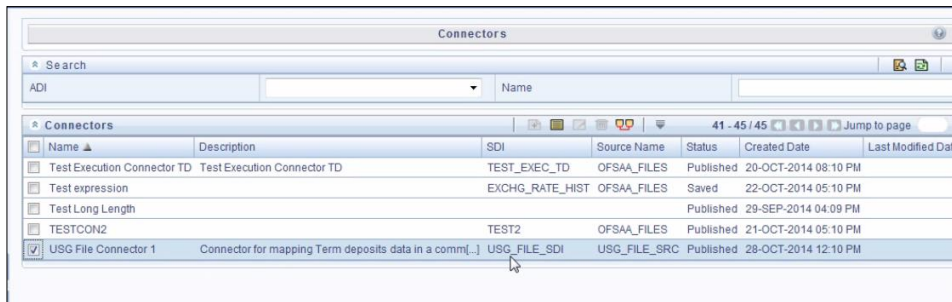 Connectors
Search
ADI Name
Connectors 41 - 45 / 45 Jump to page
Name Description SDI Source Name Status Created Date Last Modified Dat
Test Execution Connector TD Test Execution Connector TD TEST_EXEC_TD OFSAA_FILES Published 20-OCT-2014 08:10 PM
Test expression EXCHG_RATE_HIST OFSAA_FILES Saved 22-OCT-2014 05:10 PM
Test Long Length Published 29-SEP-2014 04:09 PM
TESTCON2 TEST2 OFSAA_FILES Published 21-OCT-2014 05:10 PM
USG File Connector 1 Connector for mapping Term deposits data in a comm[...] USG_FILE_SDI USG_FILE_SRC Published 28-OCT-2014 12:10 PM